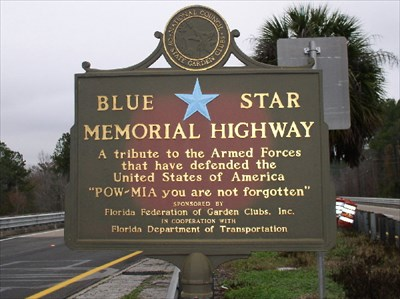 NATIONAL COUNCIL
STATE GARDEN CLUBS
BLUE STAR
MEMORIAL HIGHWAY
A tribute to the Armed Forces
that have defended the
United States of America
"POW-MIA you are not forgotten"
SPONSORED BY
Florida Federation of Garden Clubs, Inc.
IN COOPERATION WITH
Florida Department of Transportation